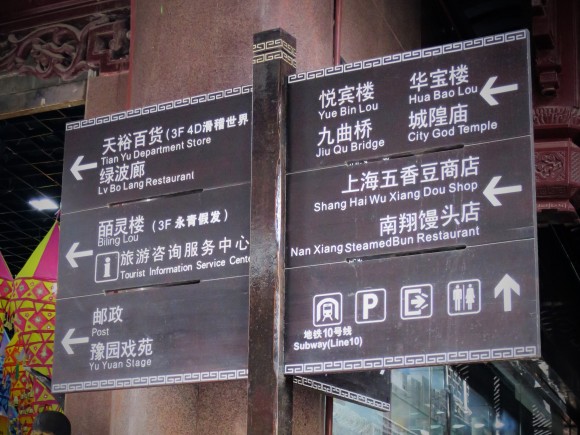 天裕百货(3F 4D滑稽世界
Tian Yu Department Store
绿波廊
Lv Bo Lang Restaurant
皕灵楼 (3F 永青假发)
Biling Lou
i
旅游咨询服务中心
Tourist Information Service Cente
邮政
Post
豫园戏苑
Yu Yuan Stage
悦宾楼 华宝楼
Yue Bin Lou Hua Bao Lou
九曲桥 城隍庙
Jiu Qu Bridge City God Temple
上海五香豆商店
Shang Hai Wu Xiang Dou Shop
南翔馒头店
Nan Xiang SteamedBun Restaurant
P
地铁10号线
Subway(Line10)